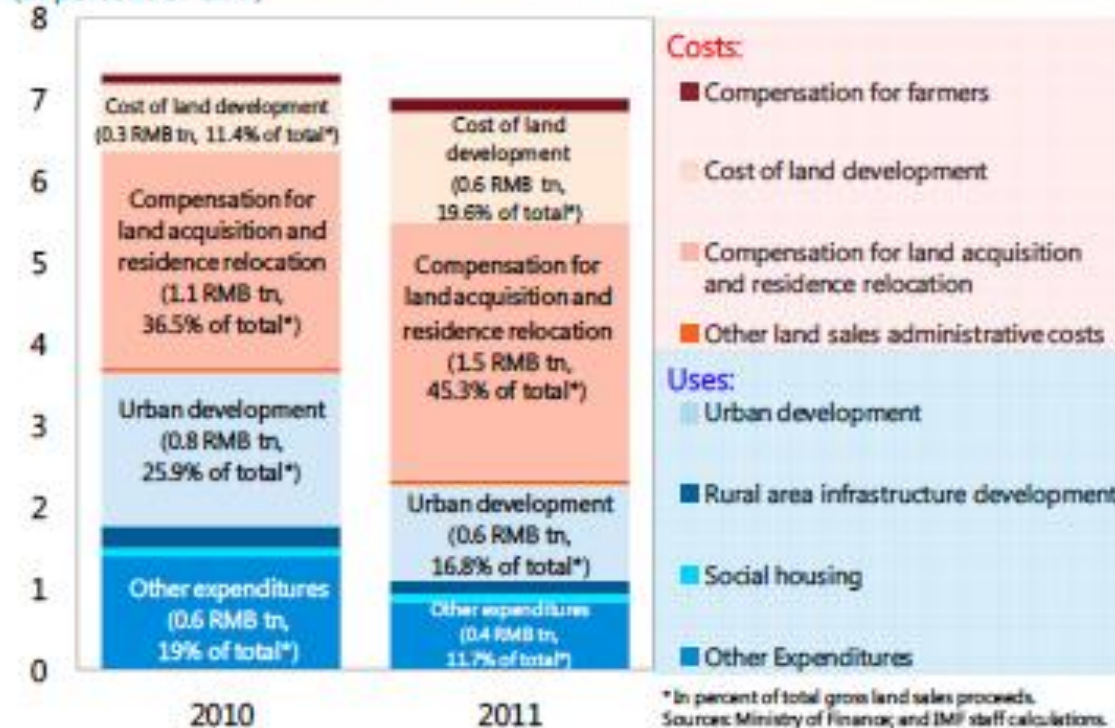 8
7
6
5
4
3
2
1
0
Cost of land development
(0.3 RMB tn, 11.4% of total*)
Compensation for
land acquisition and
residence relocation
(1.1 RMB tn,
36.5% of total*)
Urban development
(0.8 RMB tn,
25.9% of total*)
Other expenditures
(0.6 RMB tn,
19% of total*)
2010
Cost of land
development
(0.6 RMB tn,
19.6% of total*)
Compensation for
land acquisition and
residence relocation
(1.5 RMB tn,
45.3% of total*)
Urban development
(0.6 RMB tn,
16.8% of total*)
Other expenditures
(0.4 RMB tn,
11.7% of total*)
2011
Costs:
Compensation for farmers
Cost of land development
Compensation for land acquisition
and residence relocation
Other land sales administrative costs
Uses:
Urban development
Rural area infrastructure development
Social housing
Other Expenditures
* In percent of total gross land sales proceeds.
Sources: Ministry of Finance; and IMF staff calculations.